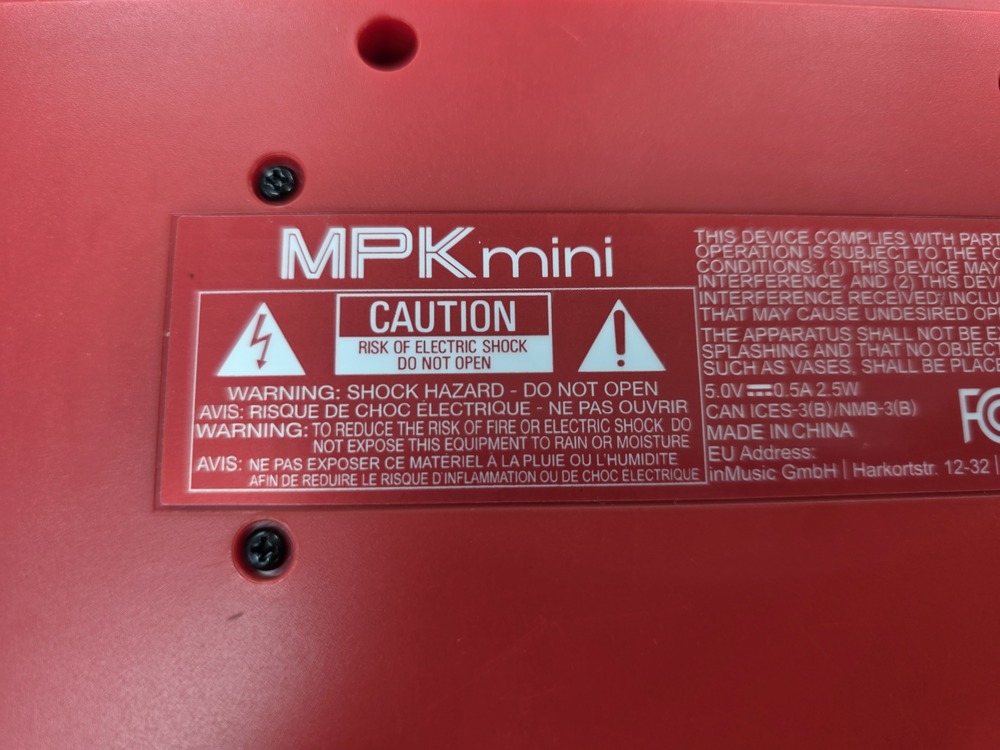 MPK mini
CAUTION
RISK OF ELECTRIC SHOCK
DO NOT OPEN
WARNING: SHOCK HAZARD - DO NOT OPEN
AVIS: RISQUE DE CHOC ÉLECTRIQUE - NE PAS OUVRIR
WARNING: TO REDUCE THE RISK OF FIRE OR ELECTRIC SHOCK DO
NOT EXPOSE THIS EQUIPMENT TO RAIN OR MOISTURE
AVIS: NE PAS EXPOSER CE MATERIEL À LA PLUIE OU L'HUMIDITE
AFIN DE REDUIRE LE RISQUE D'INFLAMMATION OU DE CHOC ÉLECTRIQUE
THIS DEVICE COMPLIES WITH PART
OPERATION IS SUBJECT TO THE
CONDITIONS. (1) THIS DEVICE MAY
INTERFERENCE, AND (2) THIS
INTERFERENCE RECEIVED,
THAT MAY CAUSE UNDESIRED
THE APPARATUS SHALL NOT BE
SPLASHING AND THAT NO
SUCH AS VASES, SHALL BE
5.0V ⎓ 0.5A 2.5W
CAN ICES-3(B)/NMB-3(B)
MADE IN CHINA
EU Address:
inMusic GmbH | Harkortstr. 12-32 |